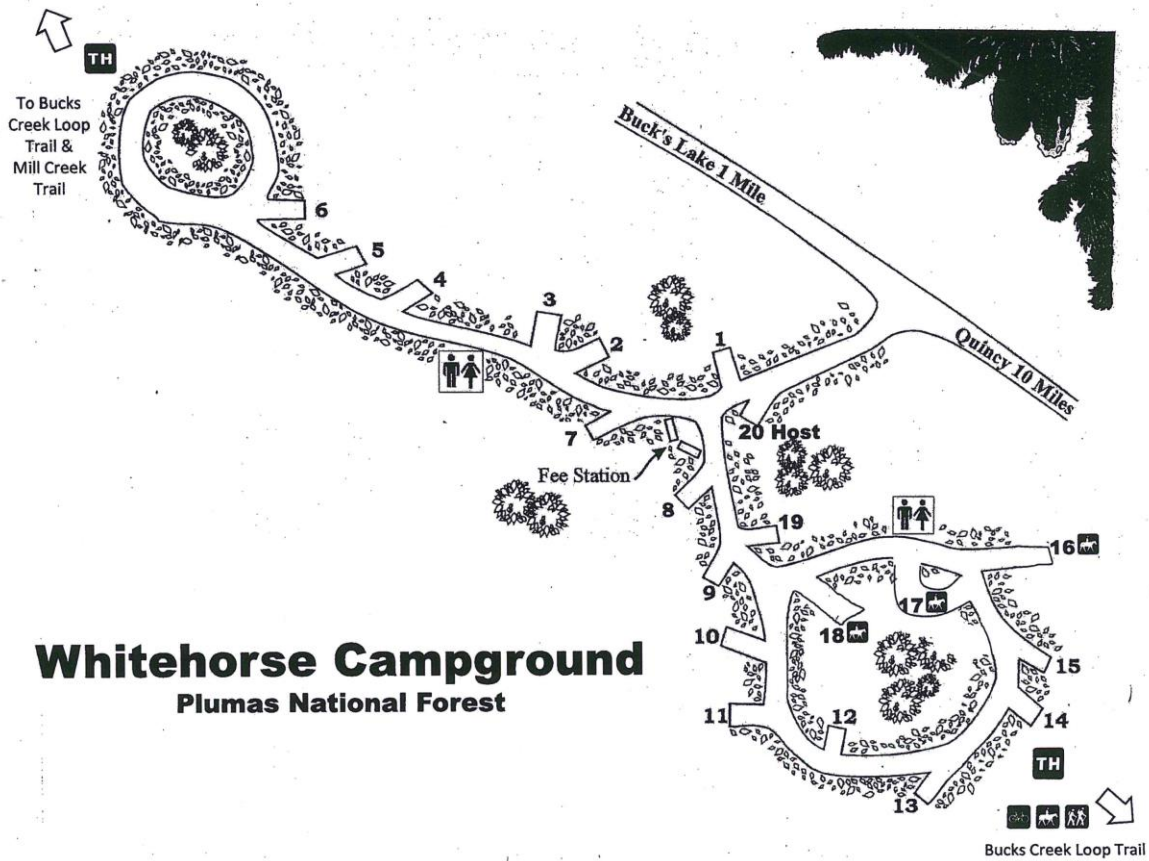 TH
To Bucks
Creek Loop
Trail &
Mill Creek
Trail
Buck's Lake 1 Mile
Quincy 10 Miles
6
5
4
3
2
1
7
20 Host
Fee Station
8
19
9
16
17
18
10
15
11
12
14
13
Whitehorse Campground
Plumas National Forest
TH
Bucks Creek Loop Trail